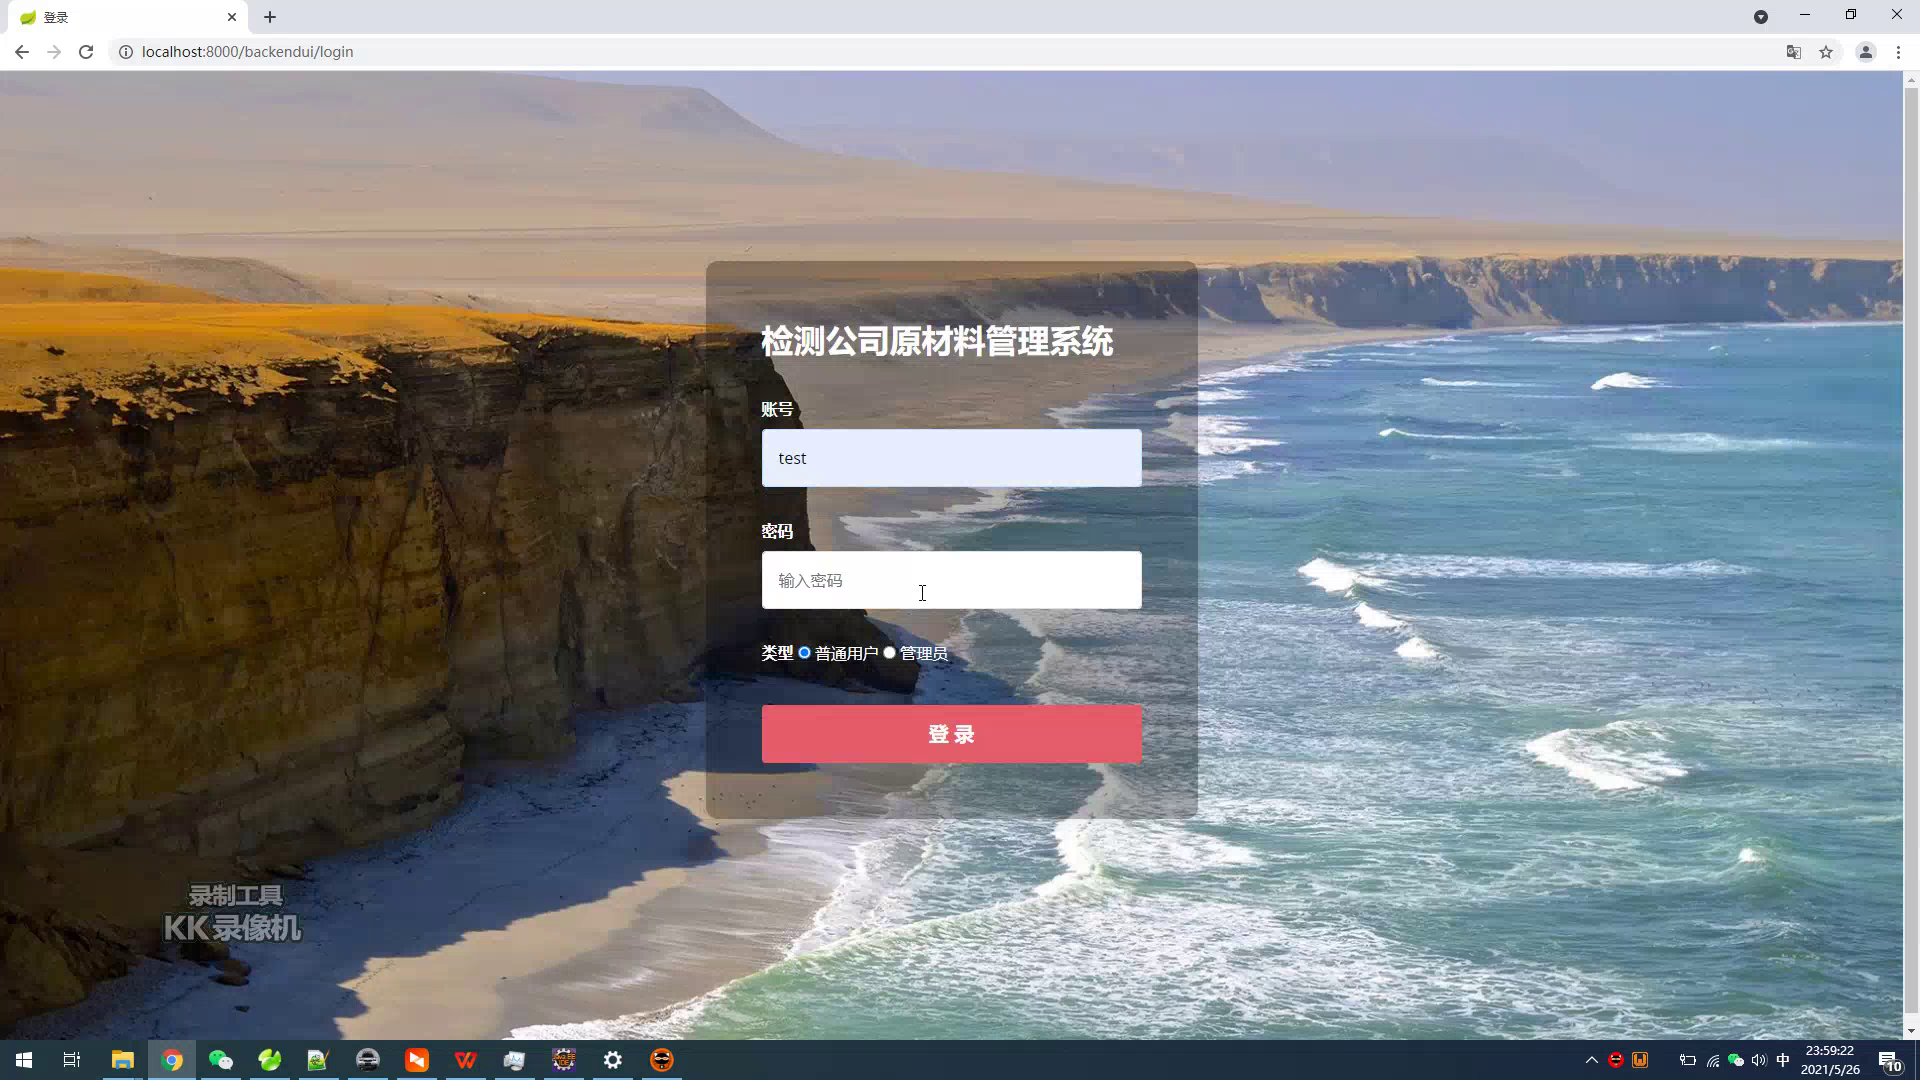 登录
localhost:8000/backendui/login
检测公司原材料管理系统
账号
test
密码
输入密码
类型 普通用户 管理员
登 录
录制工具
KK 录像机
中
23:59:22
2021/5/26
10